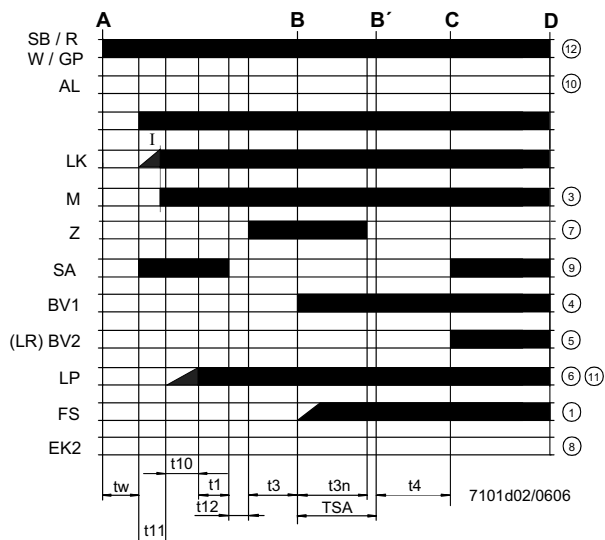 A B B´ C D
SB / R
W / GP 12
AL 10
I
LK
M 3
Z 7
SA 9
BV1 4
(LR) BV2 5
LP 6 11
FS 1
EK2 8
t10
tw t1 t3 t3n t4
t12 TSA
t11
7101d02/0606